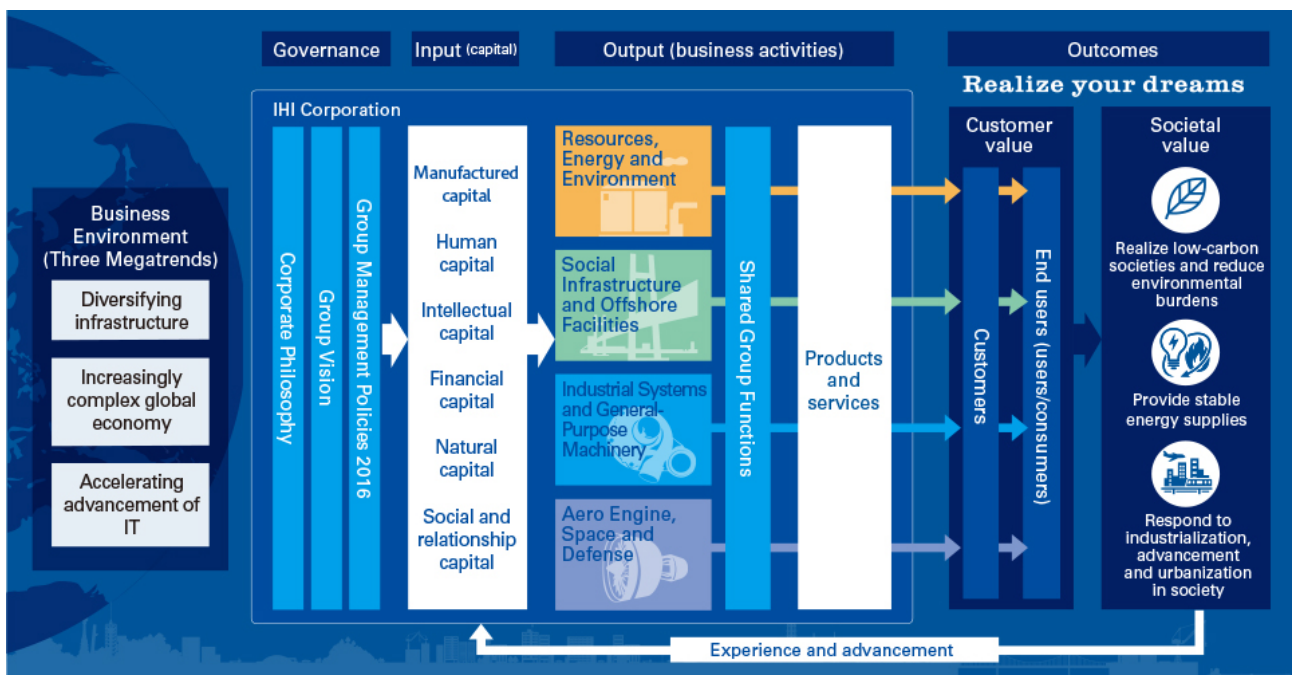 Governance
Input (capital)
Output (business activities)
Outcomes
Realize your dreams
IHI Corporation
Business
Environment
(Three Megatrends)
Diversifying
infrastructure
Increasingly
complex global
economy
Accelerating
advancement of
IT
Corporate Philosophy
Group Vision
Group Management Policies 2016
Manufactured
capital
Human
capital
Intellectual
capital
Financial
capital
Natural
capital
Social and
relationship
capital
Resources,
Energy and
Environment
Social
Infrastructure
and Offshore
Facilities
Industrial Systems
and General-
Purpose
Machinery
Aero Engine,
Space and
Defense
Shared Group Functions
Products
and
services
Customer
value
Customers
End users (users/consumers)
Societal
value
Realize low-carbon
societies and reduce
environmental
burdens
Provide stable
energy supplies
Respond to
industrialization,
advancement
and urbanization
in society
Experience and advancement